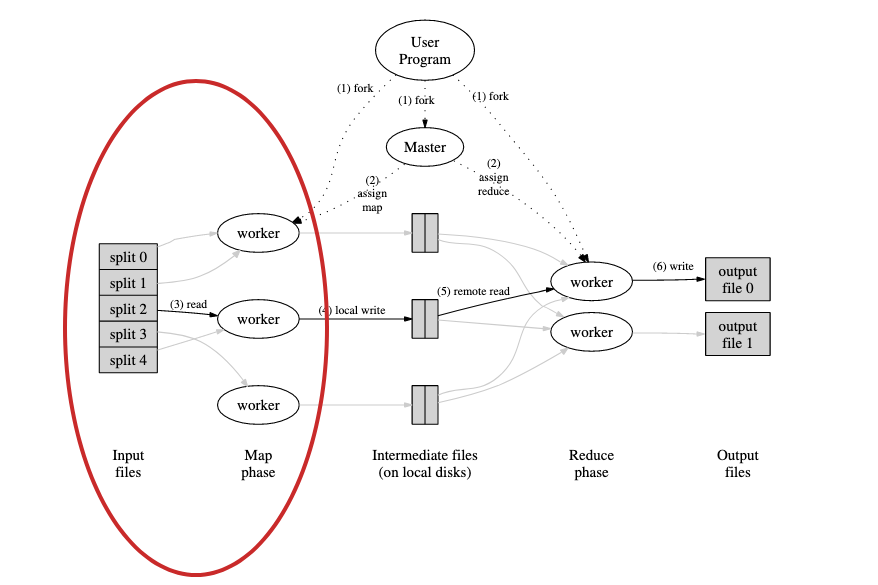 User
Program
(1) fork
(1) fork
(1) fork
Master
(2)
assign
map
(2)
assign
reduce
worker
split 0
split 1
split 2
split 3
split 4
(3) read
worker
(4) local write
worker
(5) remote read
worker
worker
(6) write
output
file 0
output
file 1
Input
files
Map
phase
Intermediate files
(on local disks)
Reduce
phase
Output
files